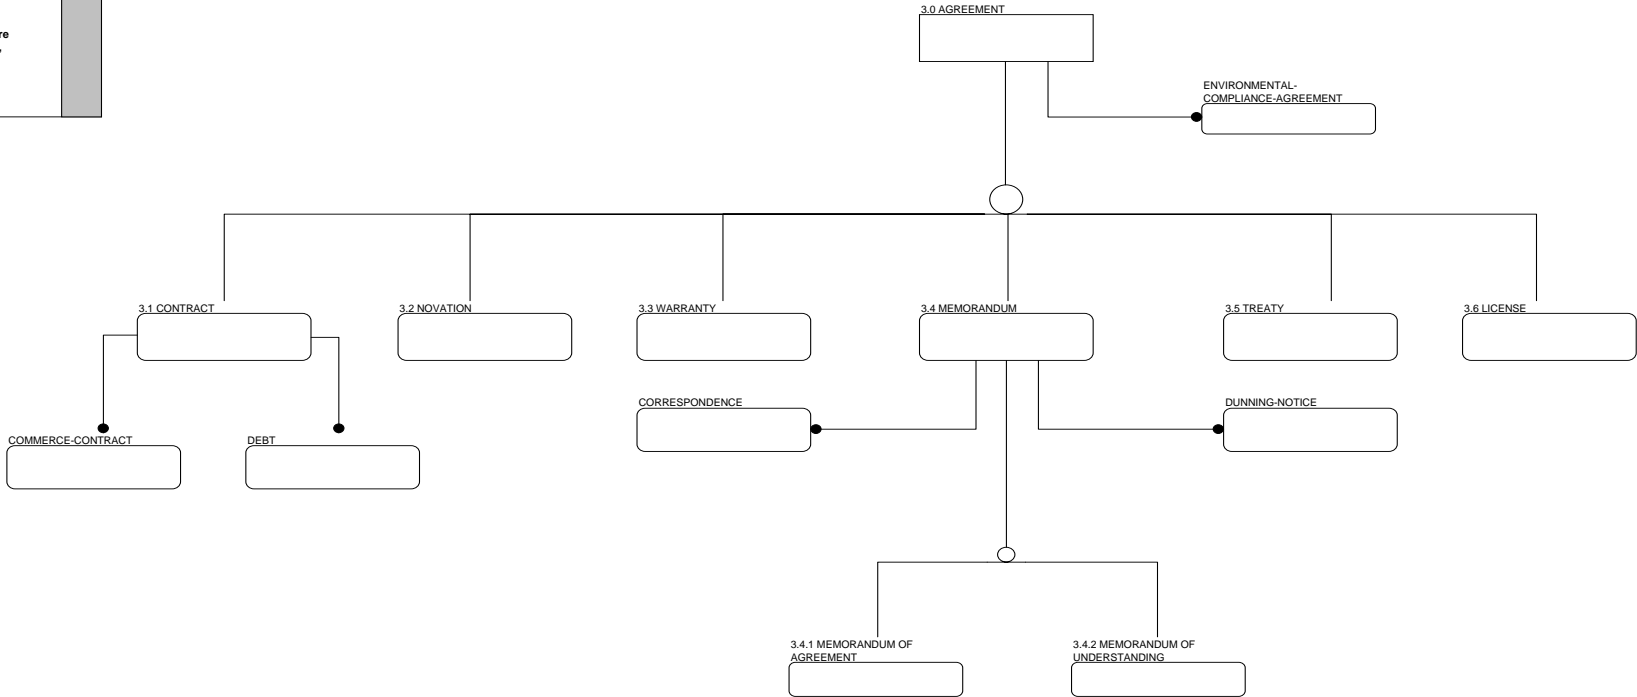 3.0 AGREEMENT
re
ENVIRONMENTAL-
COMPLIANCE-AGREEMENT
3.1 CONTRACT
3.2 NOVATION
3.3 WARRANTY
3.4 MEMORANDUM
3.5 TREATY
3.6 LICENSE
CORRESPONDENCE
DUNNING-NOTICE
COMMERCE-CONTRACT
DEBT
3.4.1 MEMORANDUM OF
AGREEMENT
3.4.2 MEMORANDUM OF
UNDERSTANDING